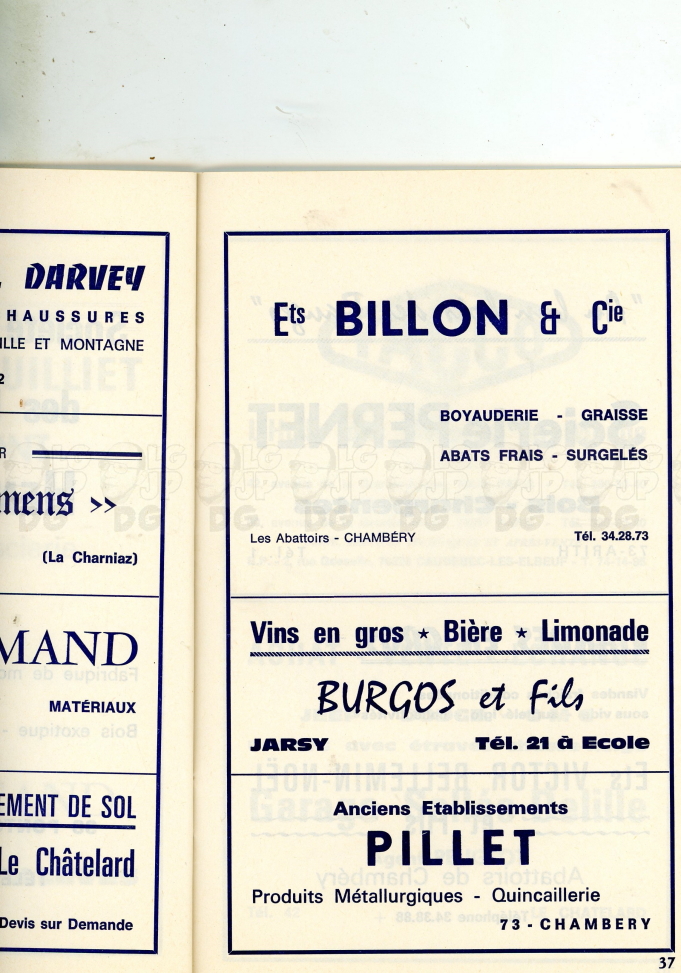 DARVEY
HAUSSURES
ILLE ET MONTAGNE
2
R
mens »
(La Charniaz)
MAND
MATÉRIAUX
EMENT DE SOL
Le Châtelard
Devis sur Demande
Ets BILLON & Cie
BOYAUDERIE - GRAISSE
ABATS FRAIS - SURGELÉS
Les Abattoirs - CHAMBÉRY Tél. 34.28.73
Vins en gros ★ Bière ★ Limonade
BURGOS et Fils
JARSY Tél. 21 à Ecole
Anciens Etablissements
PILLET
Produits Métallurgiques - Quincaillerie
73 - CHAMBERY
37